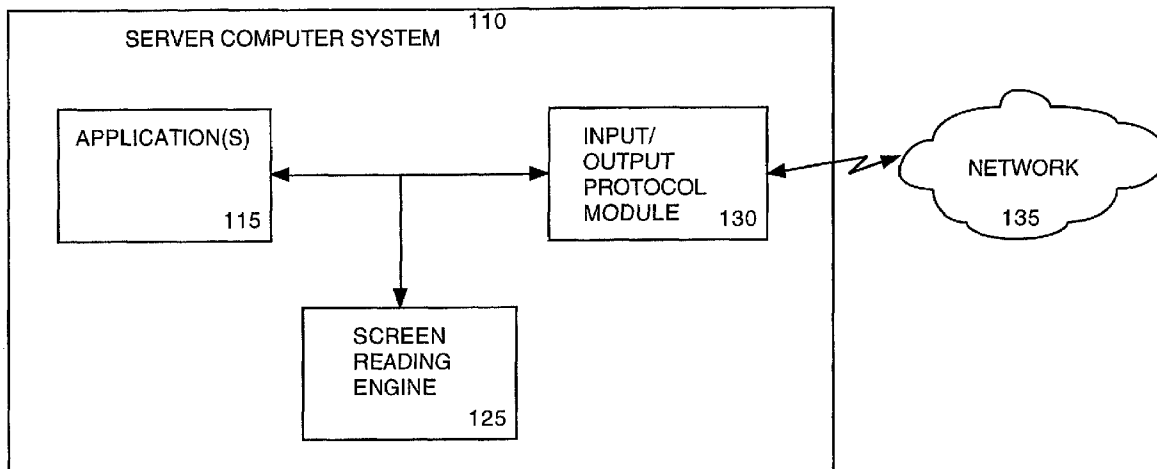 SERVER COMPUTER SYSTEM
110
APPLICATION(S)
115
INPUT/
OUTPUT
PROTOCOL
MODULE
130
NETWORK
135
SCREEN
READING
ENGINE
125